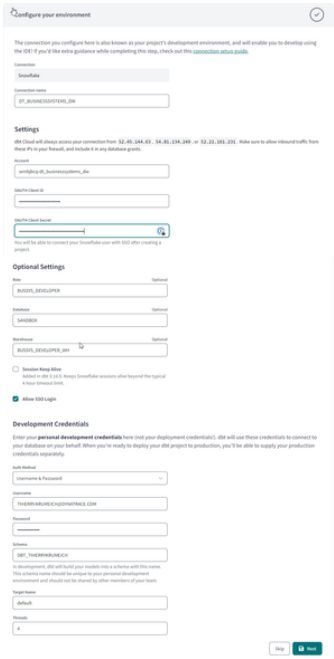 Configure your environment
The connection you configure here is also known as your project's development environment, and will enable you to develop using
the IDE! If you'd like extra guidance while completing this step, check out this connection setup guide.
Connection
Snowflake
Connection name
DT_BUSINESSSYSTEMS_DW
Settings
dbt Cloud will always access your connection from 52.45.144.63, 54.81.134.249, or 52.22.161.231. Make sure to allow inbound traffic from
these IPs in your firewall, and include it in any database grants.
Account
OAUTH Client ID
OAUTH Client Secret
You will be able to connect your Snowflake user with SSO after creating a
project.
Optional Settings
Role
Optional
BUSSYS_DEVELOPER
Database
Optional
SANDBOX
Warehouse
Optional
BUSSYS_DEVELOPER_WH
Session Keep Alive
Keeps Snowflake sessions alive beyond the typical
4 hour timeout limit.
Allow SSO Login
Development Credentials
Enter your personal development credentials here (not your deployment credentials!). dbt will use these credentials to connect to
your database on your behalf. When you're ready to deploy your dbt project to production, you'll be able to supply your production
credentials separately.
Auth Method
Username & Password
Username
Password
Schema
In development, dbt will build your models into a schema with this name.
This schema name should be unique to your personal development
environment and should not be shared by other members of your team.
Target Name
default
Threads
Skip
Next